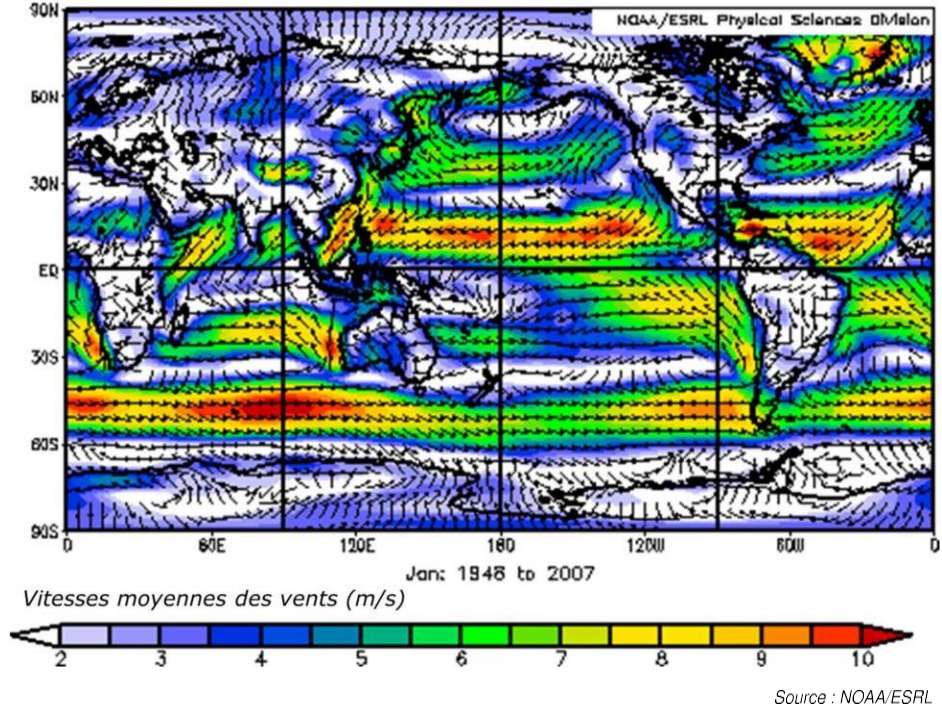 90N
NOAA/ESRL Physical Sciences Division
60N
30N
EQ
30S
60S
90S
0 60E 120E 180 120W 60W 0
Jan: 1948 to 2007
Vitesses moyennes des vents (m/s)
2 3 4 5 6 7 8 9 10
Source : NOAA/ESRL